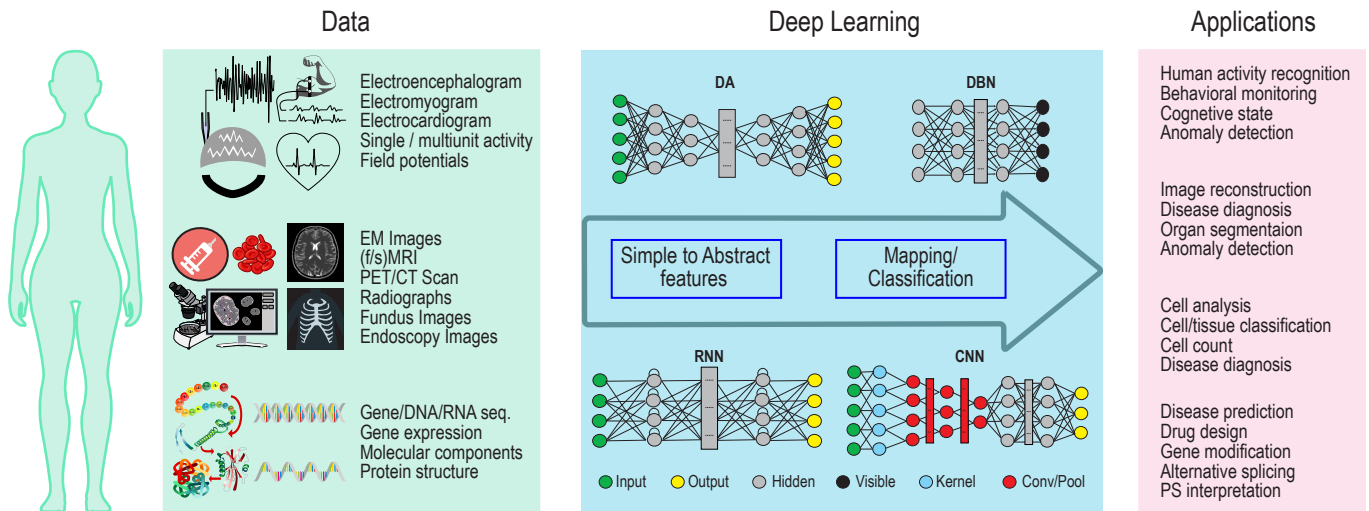 Data
Electroencephalogram
Electromyogram
Electrocardiogram
Single / multiunit activity
Field potentials
EM Images
(f/s)MRI
PET/CT Scan
Radiographs
Fundus Images
Endoscopy Images
Gene/DNA/RNA seq.
Gene expression
Molecular components
Protein structure
Deep Learning
DA
DBN
Simple to Abstract
features
Mapping/
Classification
RNN
CNN
Input
Output
Hidden
Visible
Kernel
Conv/Pool
Applications
Human activity recognition
Behavioral monitoring
Cognetive state
Anomaly detection
Image reconstruction
Disease diagnosis
Organ segmentaion
Anomaly detection
Cell analysis
Cell/tissue classification
Cell count
Disease diagnosis
Disease prediction
Drug design
Gene modification
Alternative splicing
PS interpretation